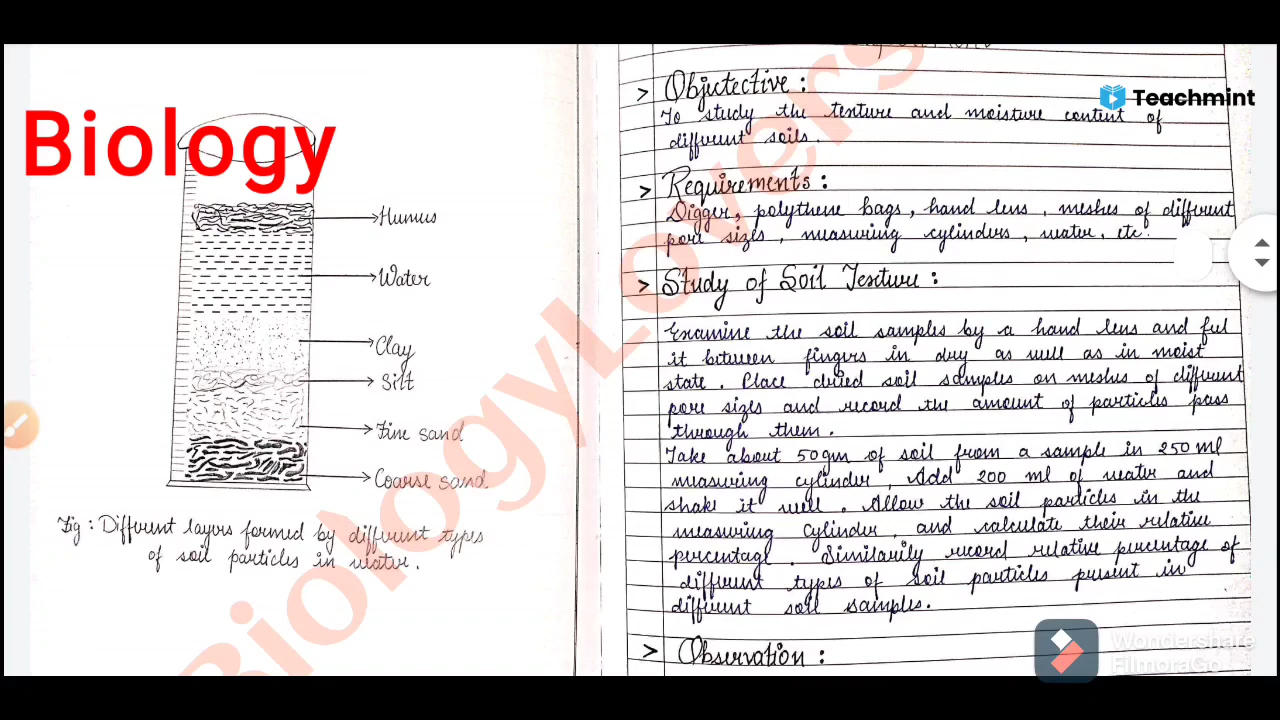 Biology
Humus
Water
Clay
Silt
Fine sand
Coarse sand
Fig: Different layers formed by different types
of soil particles in water.
BiologyLovers
Teachmint
> Objectective :
To study the texture and moisture content of
different soils.
> Requirements :
Digger, polythene bags, hand lens, meshes of different
pore sizes, measuring cylinders, water, etc.
> Study of Soil Texture :
Examine the soil samples by a hand lens and feel
it between fingers in dry as well as in moist
state. Place dried soil samples on meshes of different
pore sizes and record the amount of particles pass
through them.
Take about 50gm of soil from a sample in 250 ml
measuring cylinder, Add 200 ml of water and
shake it well. Allow the soil particles in the
measuring cylinder, and calculate their relative
percentage. Similarily record relative percentage of
different types of soil particles present in
different soil samples.
> Observation :
Wondershare
FilmoraGo